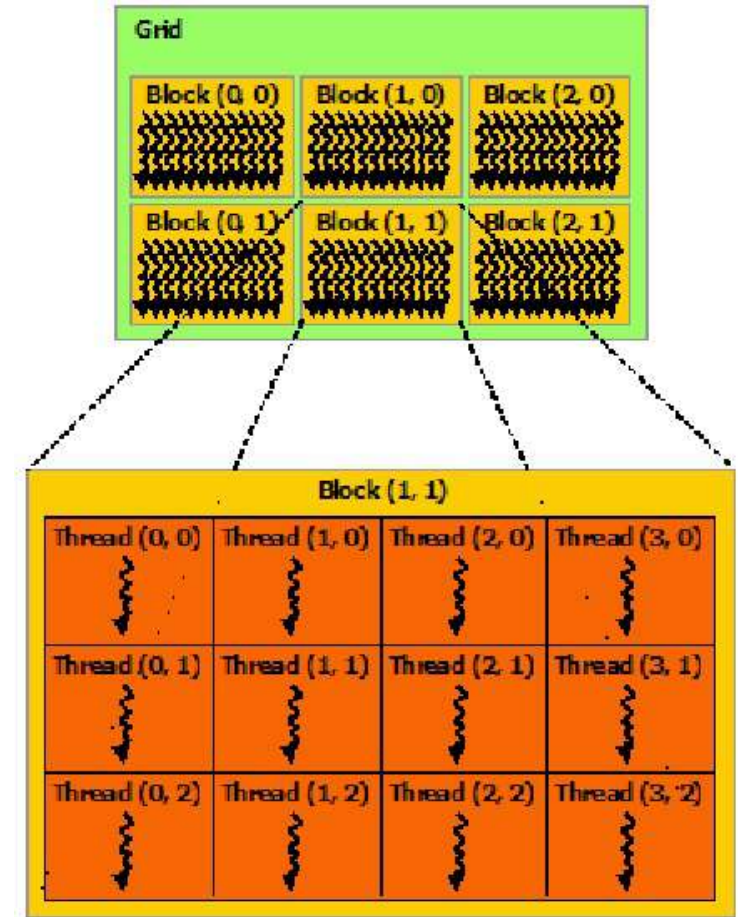 Grid
Block (0, 0) Block (1, 0) Block (2, 0)
Block (0, 1) Block (1, 1) Block (2, 1)
Block (1, 1)
Thread (0, 0) Thread (1, 0) Thread (2, 0) Thread (3, 0)
Thread (0, 1) Thread (1, 1) Thread (2, 1) Thread (3, 1)
Thread (0, 2) Thread (1, 2) Thread (2, 2) Thread (3, 2)